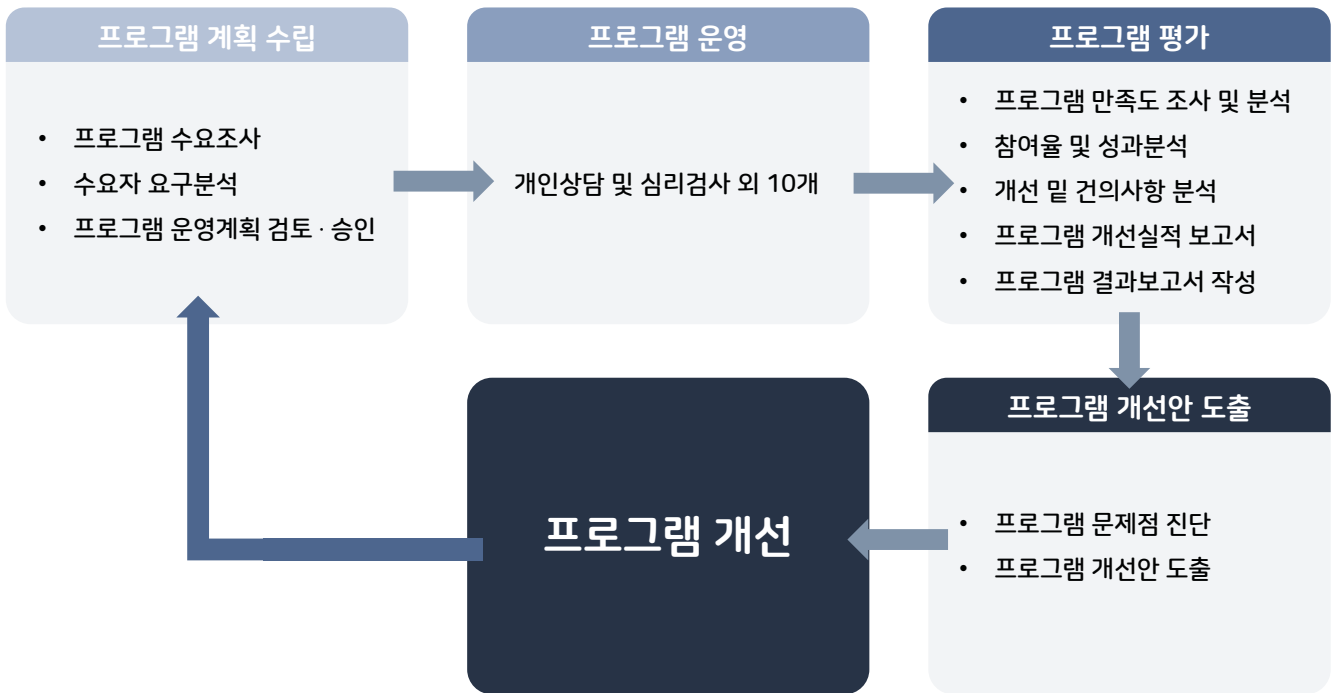 프로그램 계획 수립
• 프로그램 수요조사
• 수요자 요구분석
• 프로그램 운영계획 검토 · 승인
프로그램 운영
개인상담 및 심리검사 외 10개
프로그램 평가
• 프로그램 만족도 조사 및 분석
• 참여율 및 성과분석
• 개선 밑 건의사항 분석
• 프로그램 개선실적 보고서
• 프로그램 결과보고서 작성
프로그램 개선안 도출
• 프로그램 문제점 진단
• 프로그램 개선안 도출
프로그램 개선